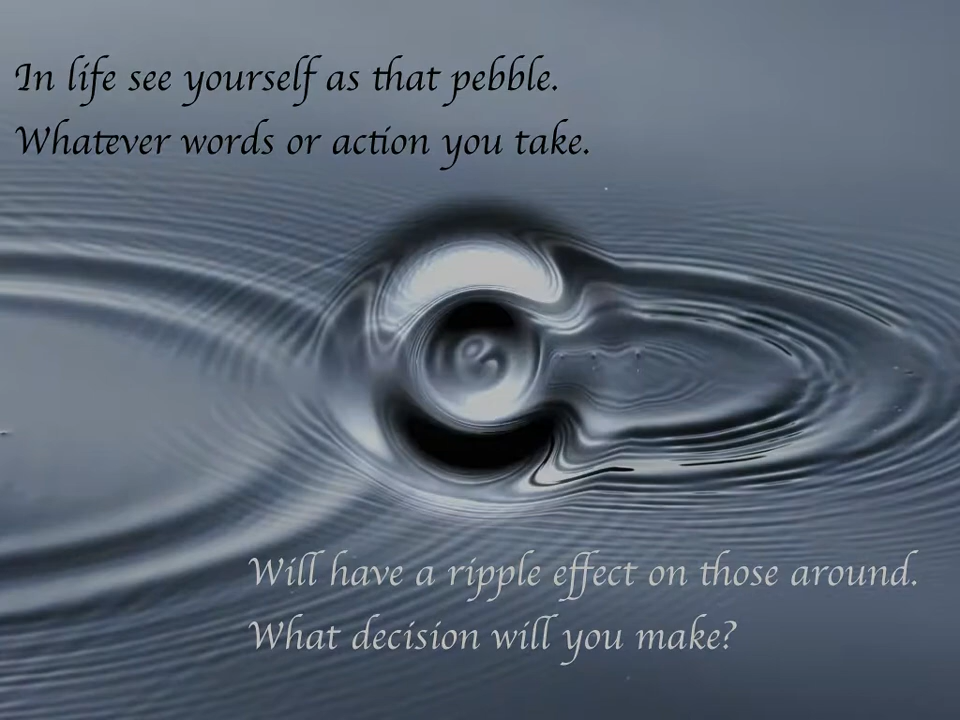 In life see yourself as that pebble.
Whatever words or action you take.
Will have a ripple effect on those around.
What decision will you make?